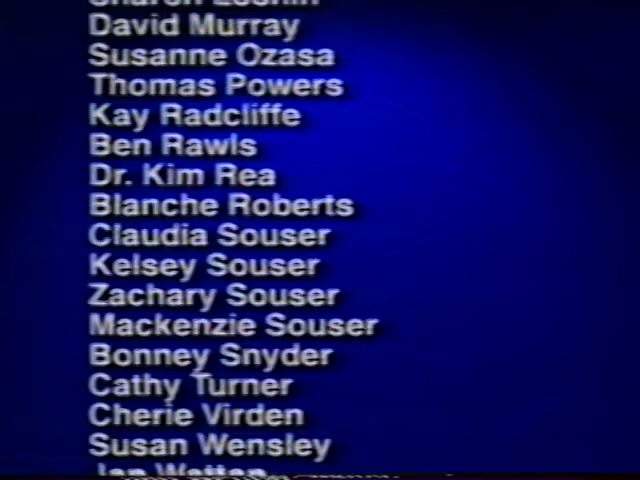 David Murray
Susanne Ozasa
Thomas Powers
Kay Radcliffe
Ben Rawls
Dr. Kim Rea
Blanche Roberts
Claudia Souser
Kelsey Souser
Zachary Souser
Mackenzie Souser
Bonney Snyder
Cathy Turner
Cherie Virden
Susan Wensley